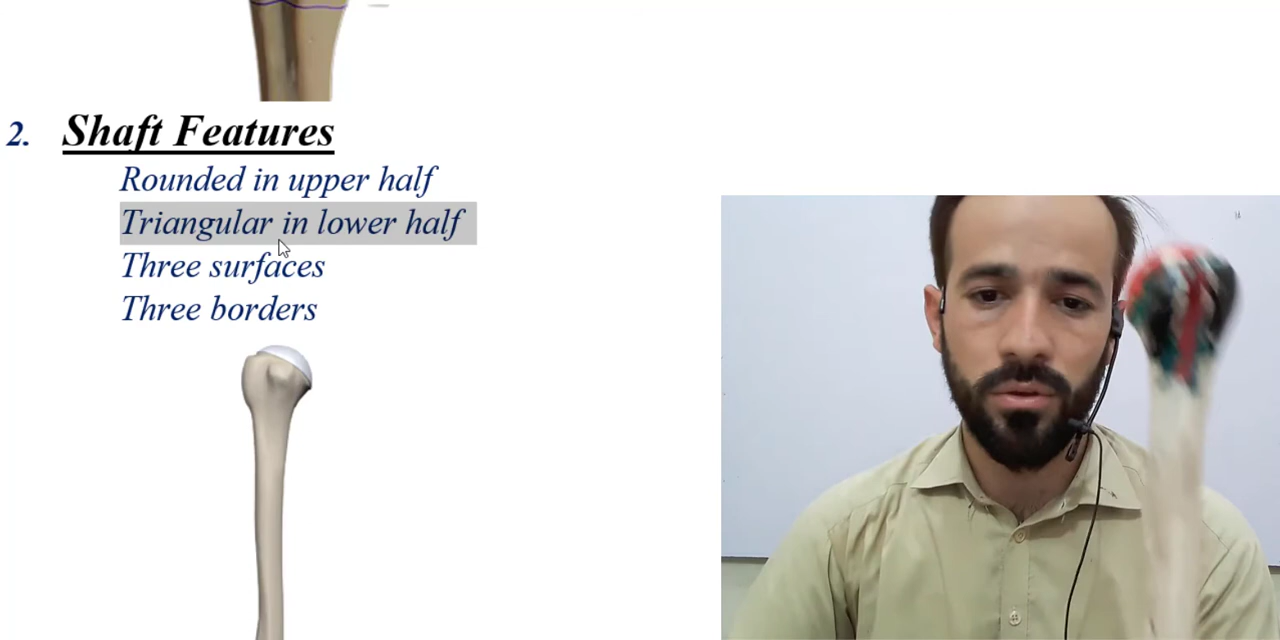 2. Shaft Features
Rounded in upper half
Triangular in lower half
Three surfaces
Three borders